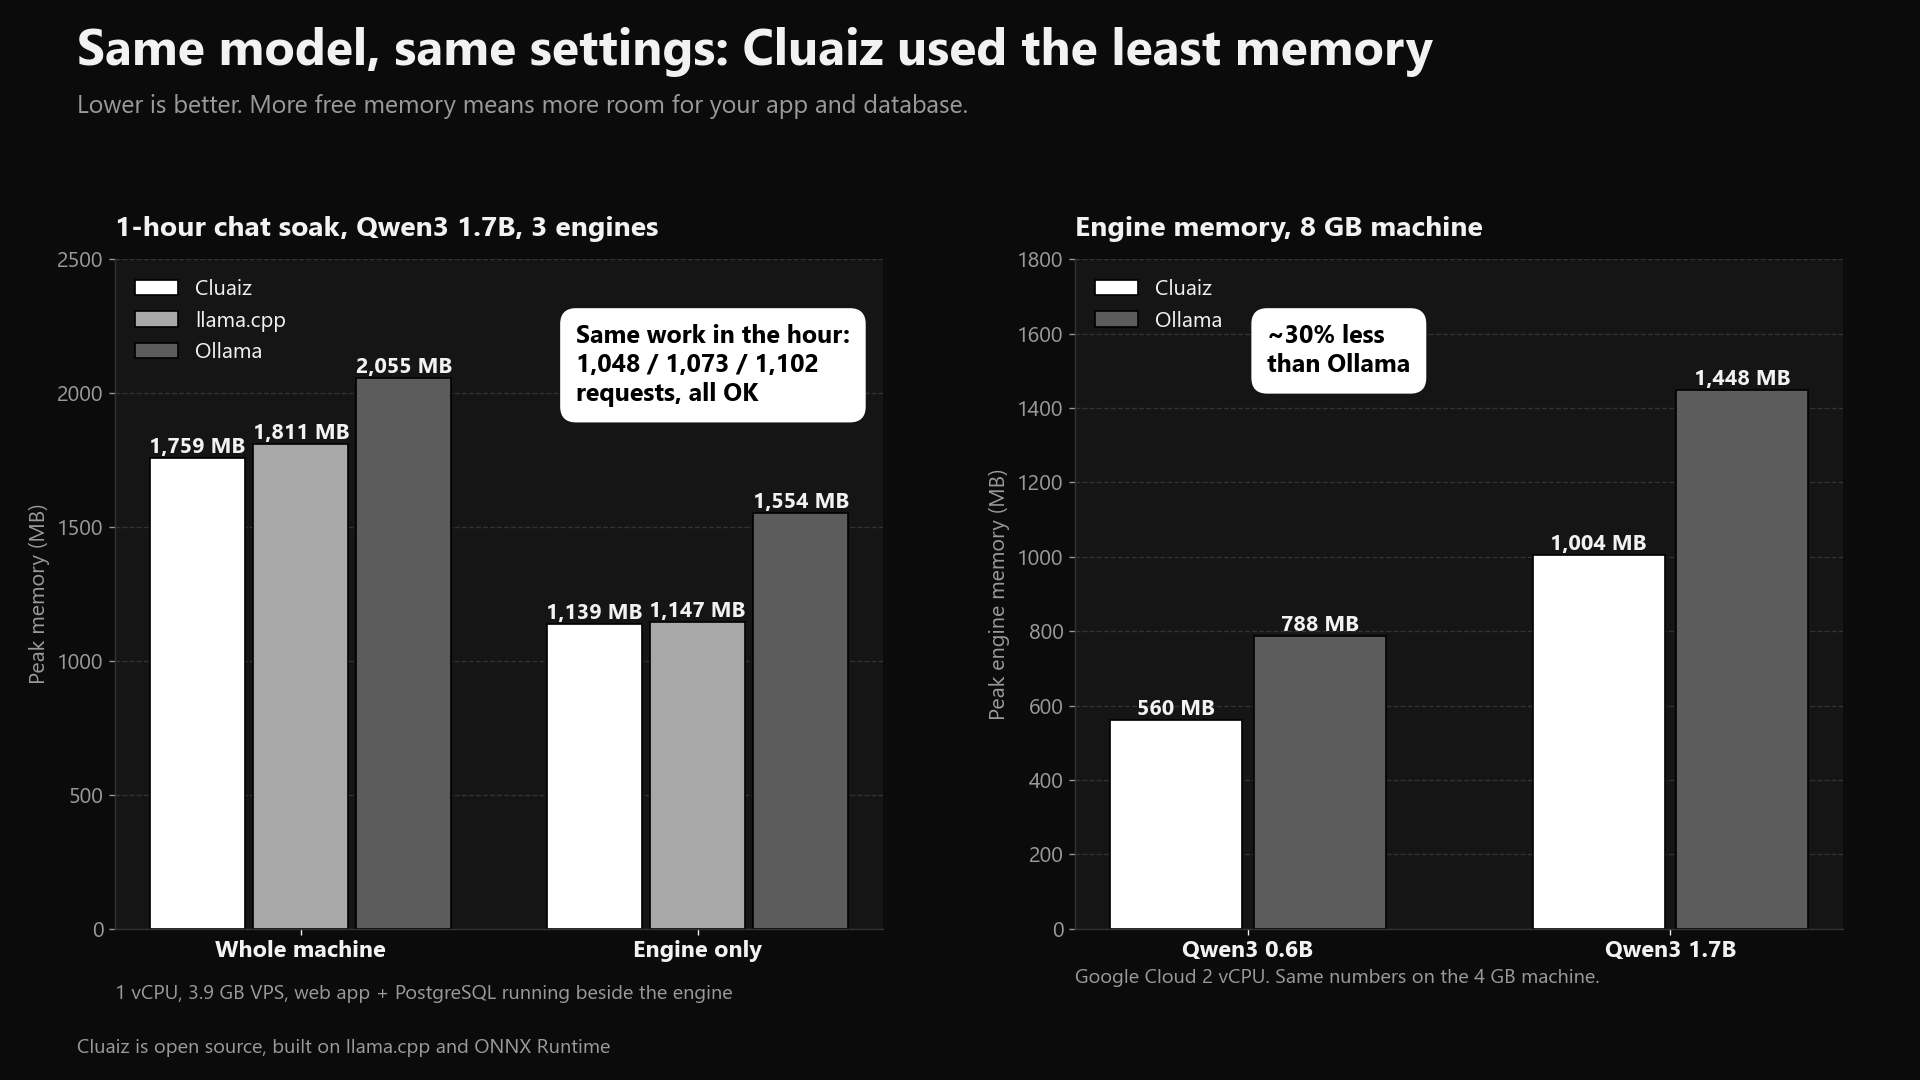 Same model, same settings: Cluaiz used the least memory
Lower is better. More free memory means more room for your app and database.
1-hour chat soak, Qwen3 1.7B, 3 engines
Peak memory (MB)
2500
2000
1500
1000
500
0
Cluaiz
llama.cpp
Ollama
Same work in the hour:
1,048 / 1,073 / 1,102
requests, all OK
1,759 MB
1,811 MB
2,055 MB
1,139 MB
1,147 MB
1,554 MB
Whole machine
Engine only
1 vCPU, 3.9 GB VPS, web app + PostgreSQL running beside the engine
Engine memory, 8 GB machine
Peak engine memory (MB)
1800
1600
1400
1200
1000
800
600
400
200
0
Cluaiz
Ollama
~30% less
than Ollama
560 MB
788 MB
1,004 MB
1,448 MB
Qwen3 0.6B
Qwen3 1.7B
Google Cloud 2 vCPU. Same numbers on the 4 GB machine.
Cluaiz is open source, built on llama.cpp and ONNX Runtime